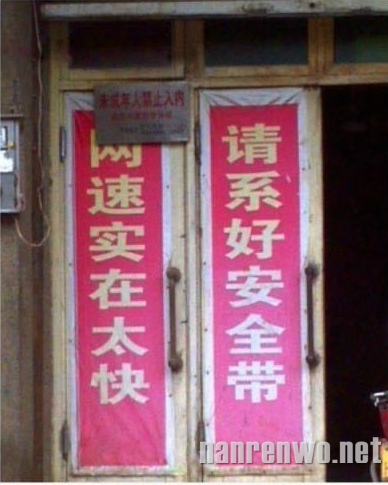 未成年人禁止入内
网速实在太快
请系好安全带
nanrenwo.net